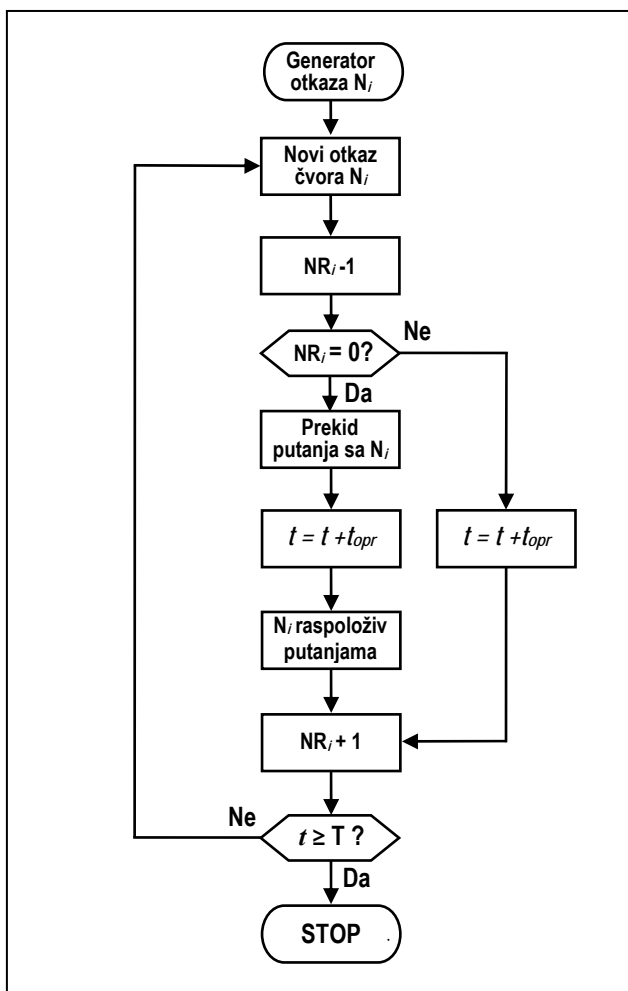 Generator
otkaza Ni
Novi otkaz
čvora Ni
NRi -1
NRi = 0?
Ne
Da
Prekid
putanja sa Ni
t = t +topr
t = t +topr
Ni raspoloživ
putanjama
NRi + 1
Ne
t ≥ T ?
Da
STOP .